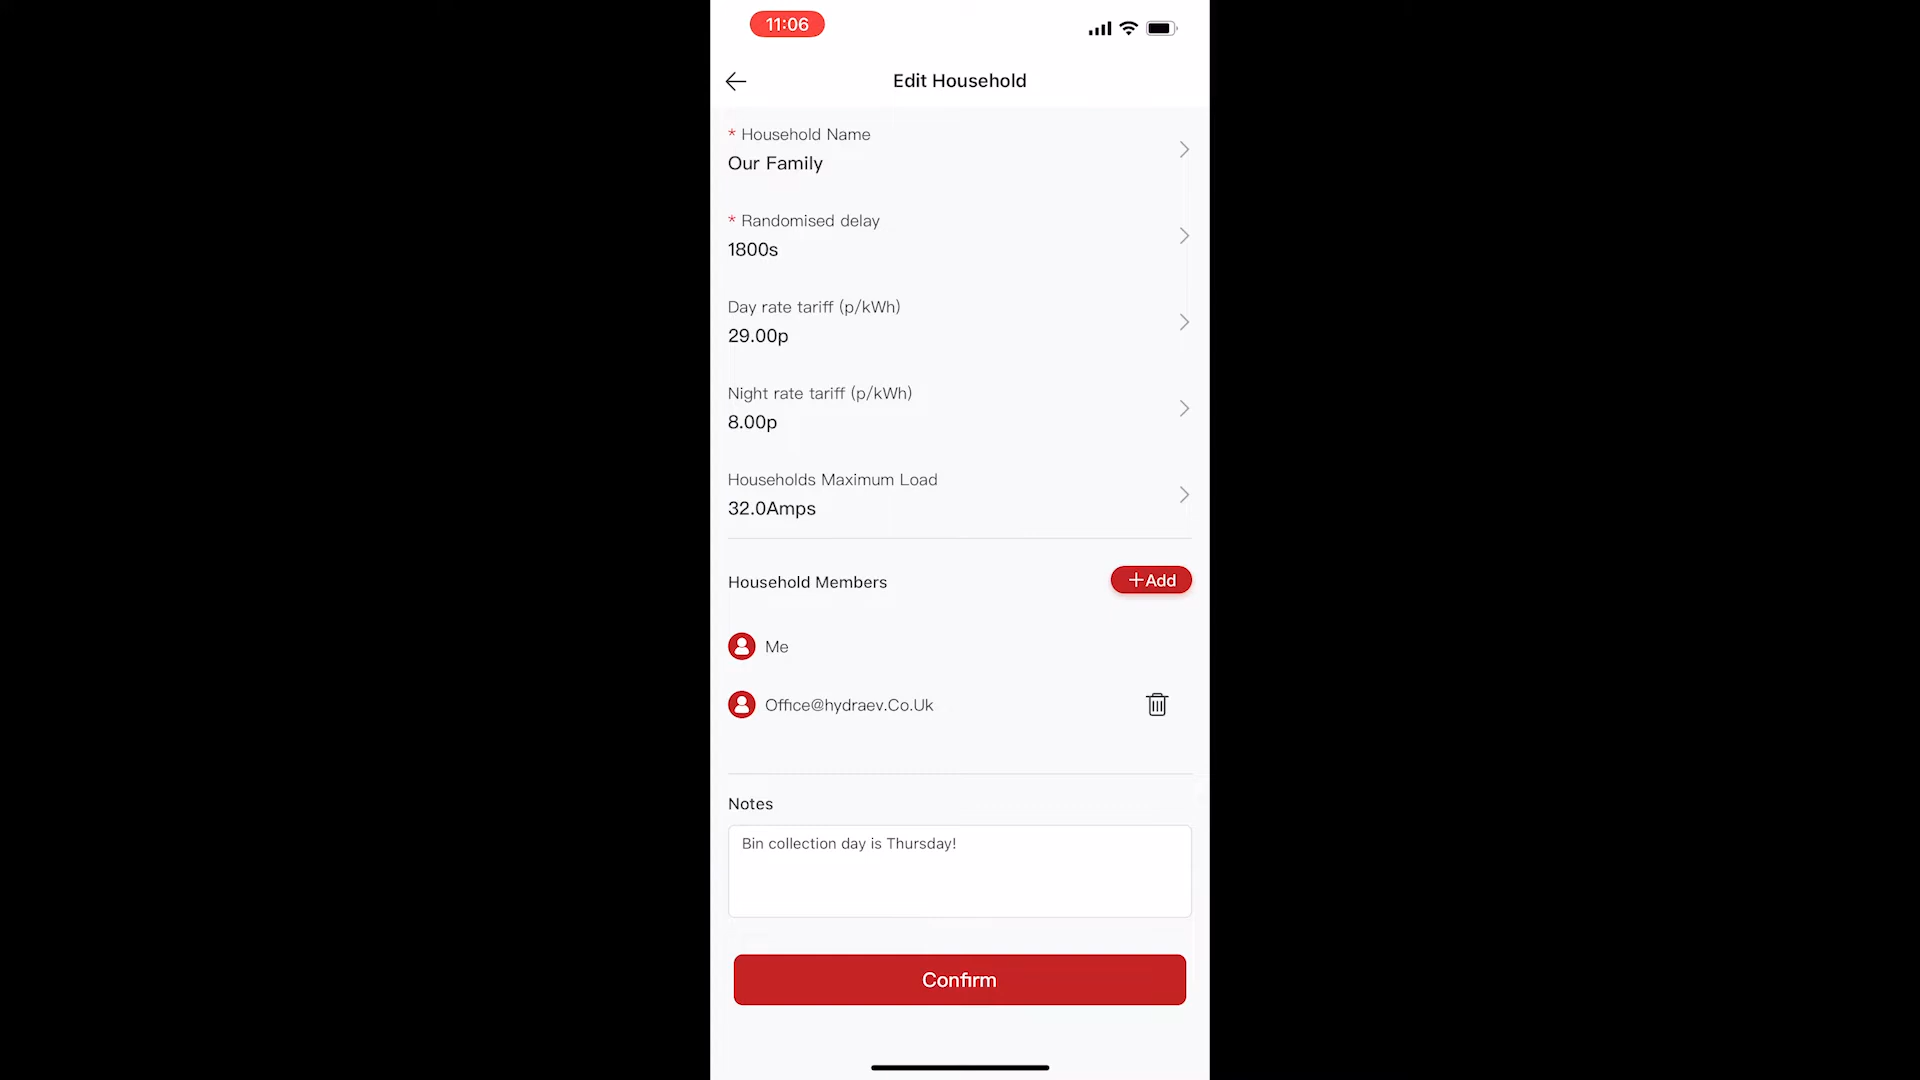 11:06
Edit Household
* Household Name
Our Family
* Randomised delay
1800s
Day rate tariff (p/kWh)
29.00p
Night rate tariff (p/kWh)
8.00p
Households Maximum Load
32.0Amps
Household Members
+Add
Me
Office@hydraev.Co.Uk
Notes
Bin collection day is Thursday!
Confirm